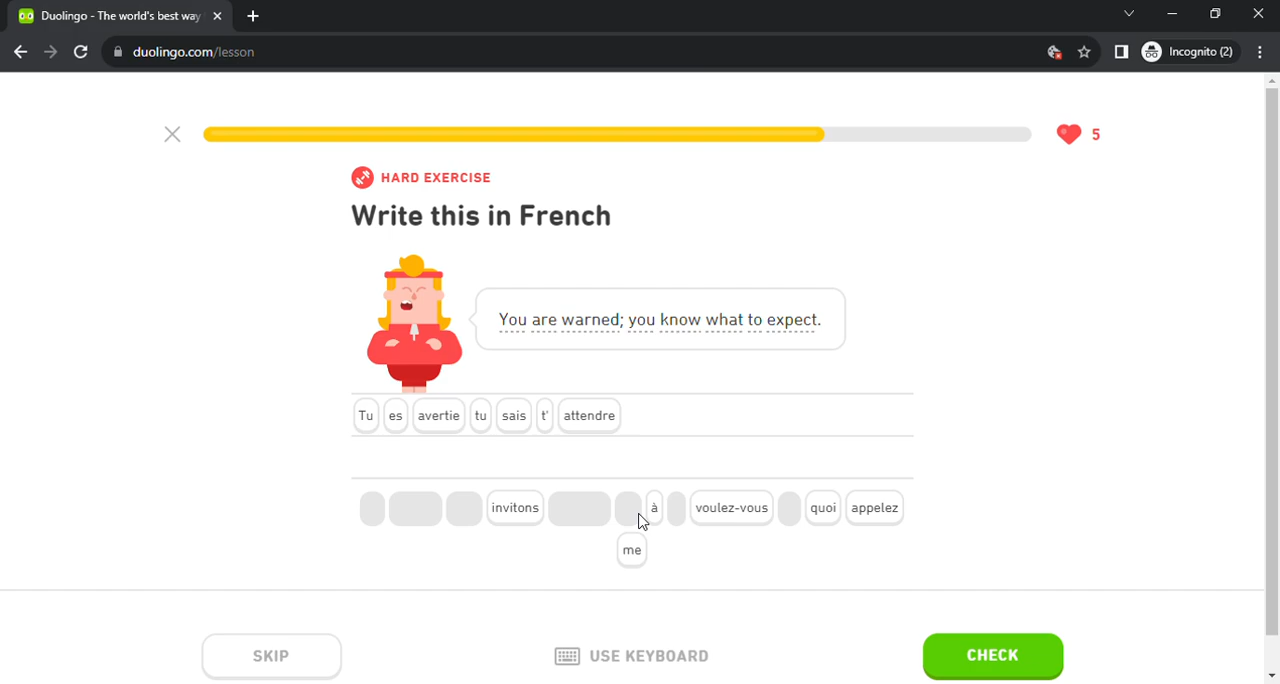 Duolingo - The world's best way
duolingo.com/lesson
Incognito (2)
5
HARD EXERCISE
Write this in French
You are warned; you know what to expect.
Tu es avertie tu sais t' attendre
invitons à voulez-vous quoi appelez
me
SKIP USE KEYBOARD CHECK